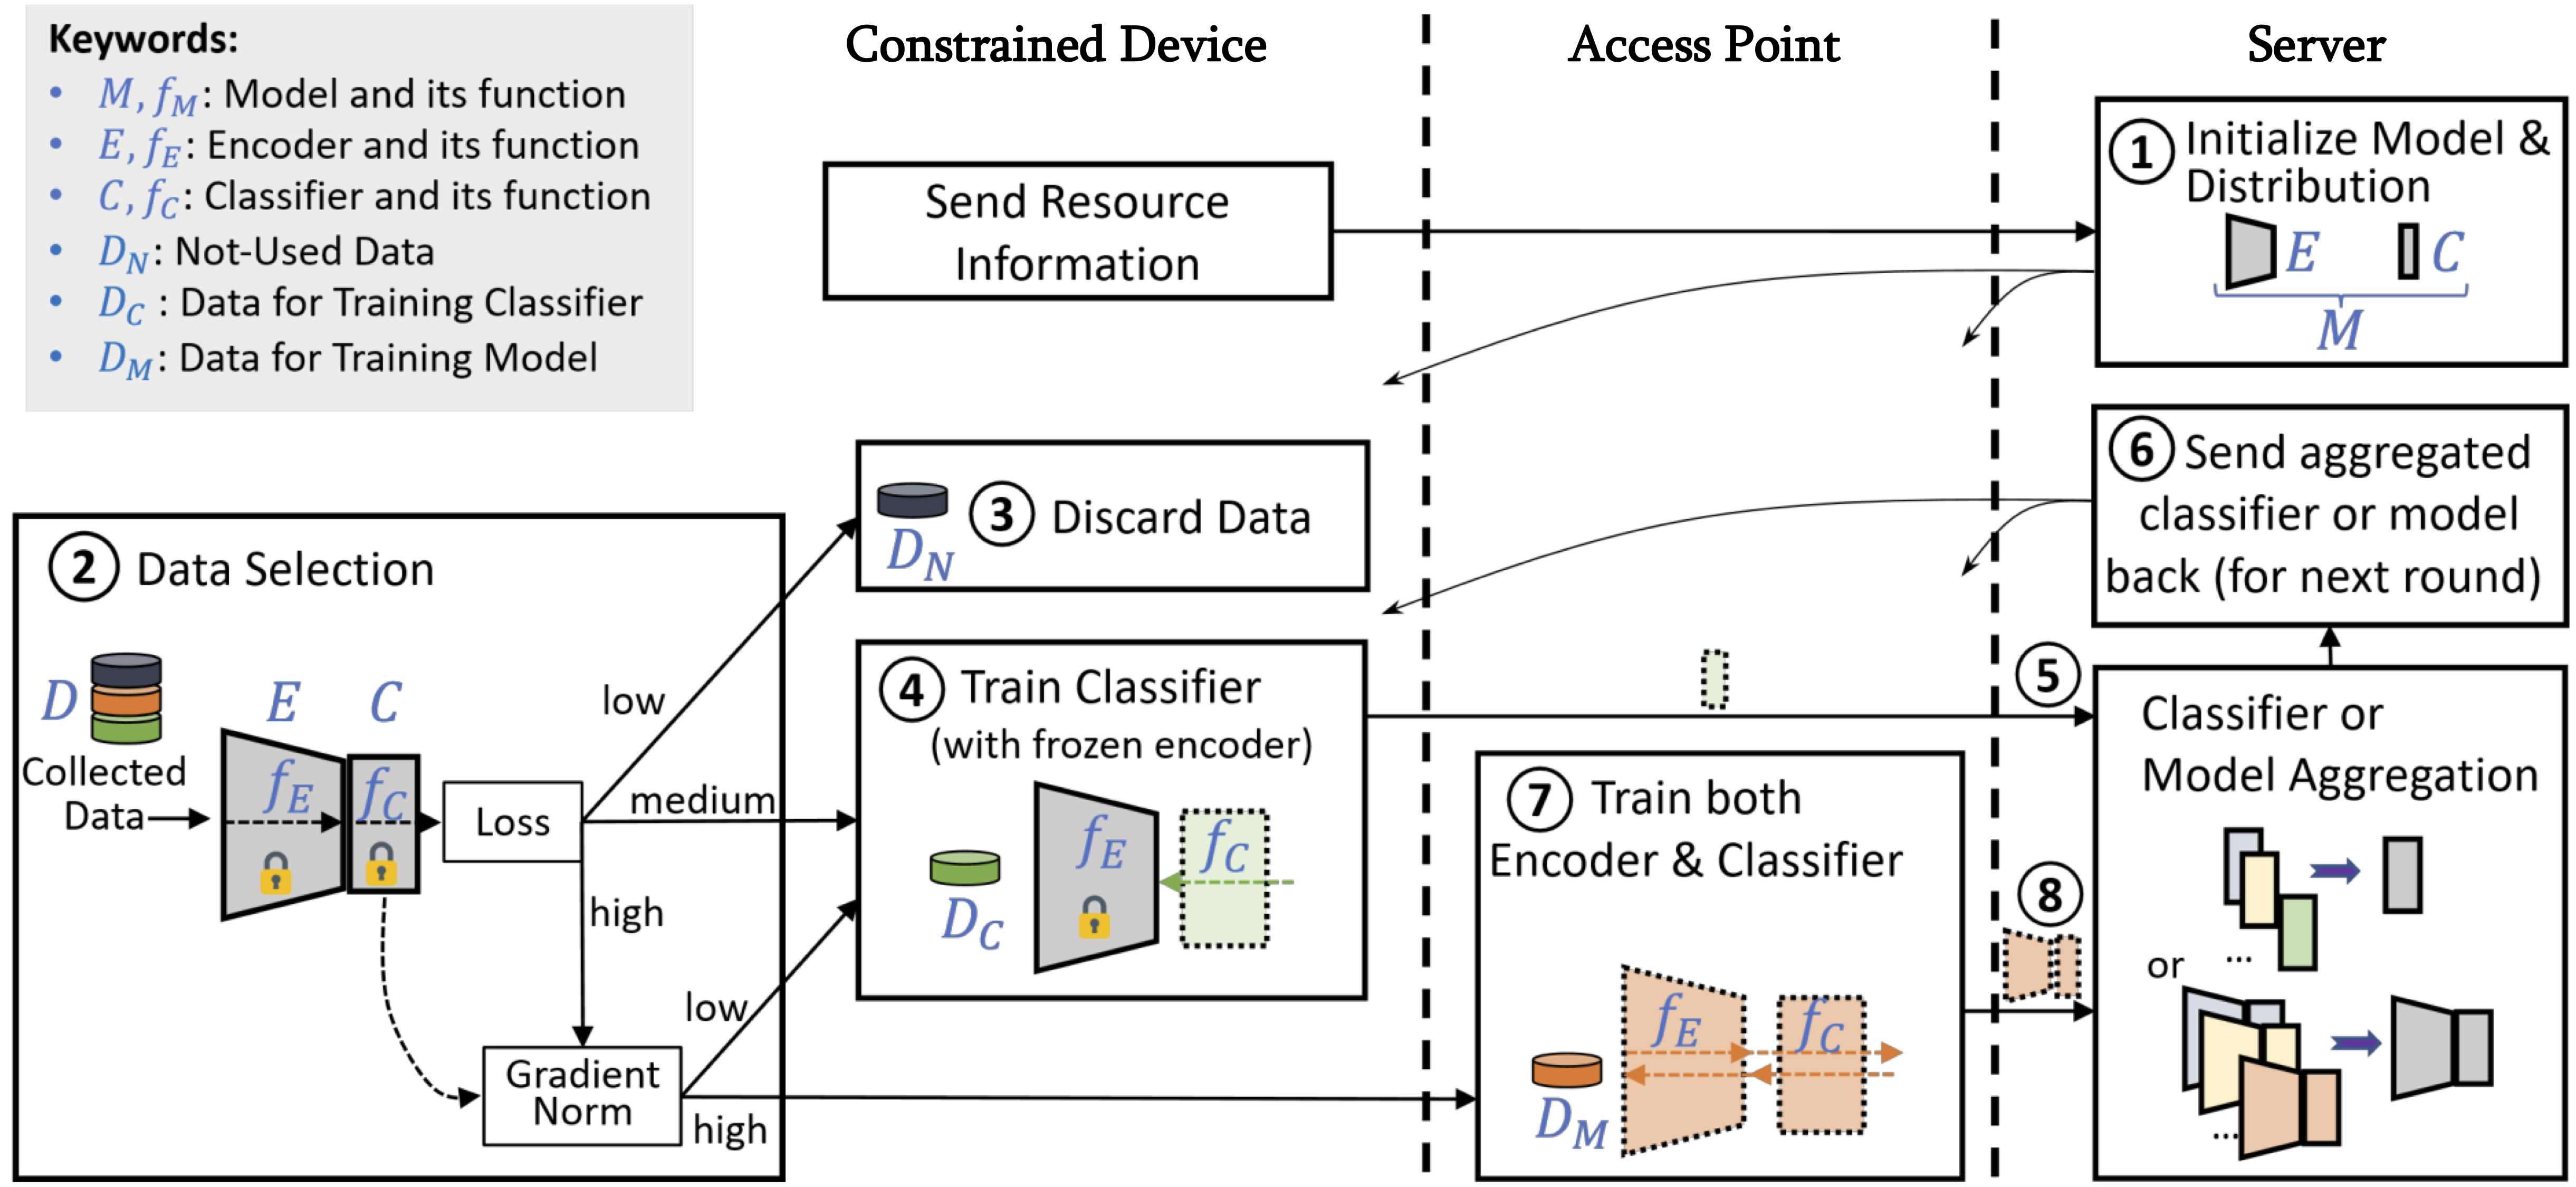 Keywords:
• M, f_M: Model and its function
• E, f_E: Encoder and its function
• C, f_C: Classifier and its function
• D_N: Not-Used Data
• D_C : Data for Training Classifier
• D_M: Data for Training Model
Constrained Device
Access Point
Server
Send Resource
Information
1 Initialize Model &
Distribution
E C
M
2 Data Selection
D
E C
Collected
Data
f_E f_C
Loss
low
medium
high
Gradient
Norm
low
high
3 Discard Data
D_N
4 Train Classifier
(with frozen encoder)
f_E f_C
D_C
5
6 Send aggregated
classifier or model
back (for next round)
7 Train both
Encoder & Classifier
f_E f_C
D_M
8
Classifier or
Model Aggregation
...
or
...